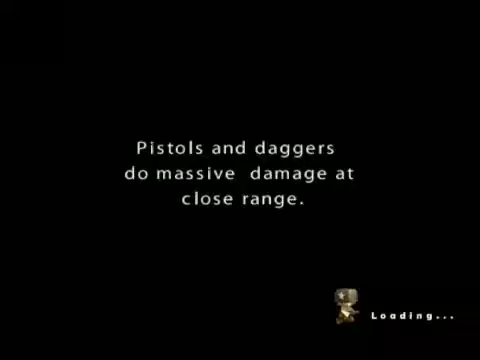 Pistols and daggers
do massive  damage at
close range.
Loading...